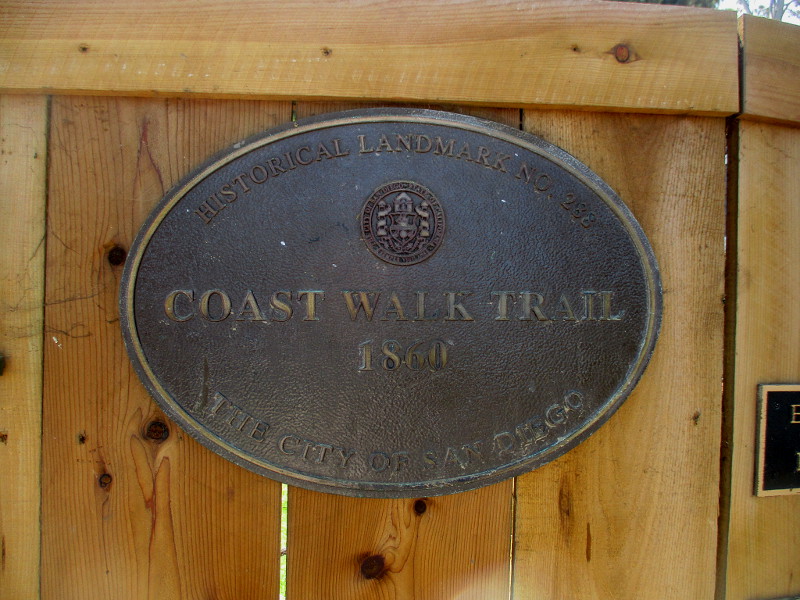 HISTORICAL LANDMARK NO. 238
COAST WALK TRAIL
1860
THE CITY OF SAN DIEGO